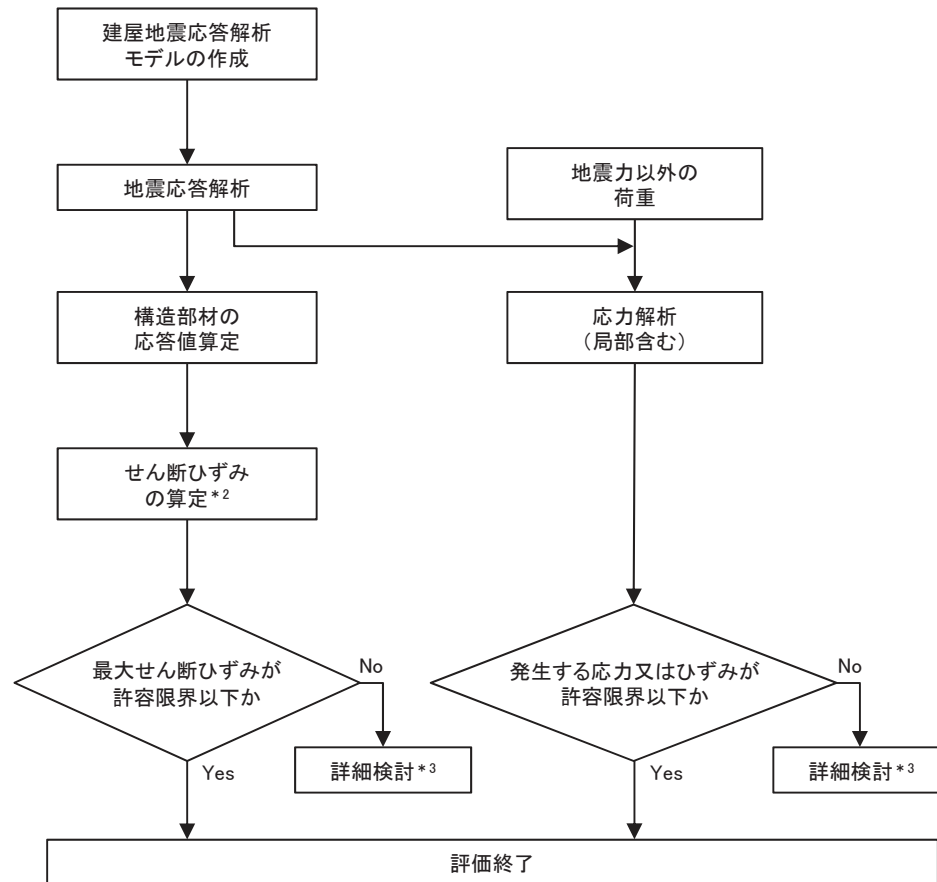 建屋地震応答解析
モデルの作成
地震応答解析
地震力以外の
荷重
構造部材の
応答値算定
応力解析
（局部含む）
せん断ひずみ
の算定*2
最大せん断ひずみが
許容限界以下か
No
発生する応力又はひずみが
許容限界以下か
No
Yes
詳細検討*3
Yes
詳細検討*3
評価終了